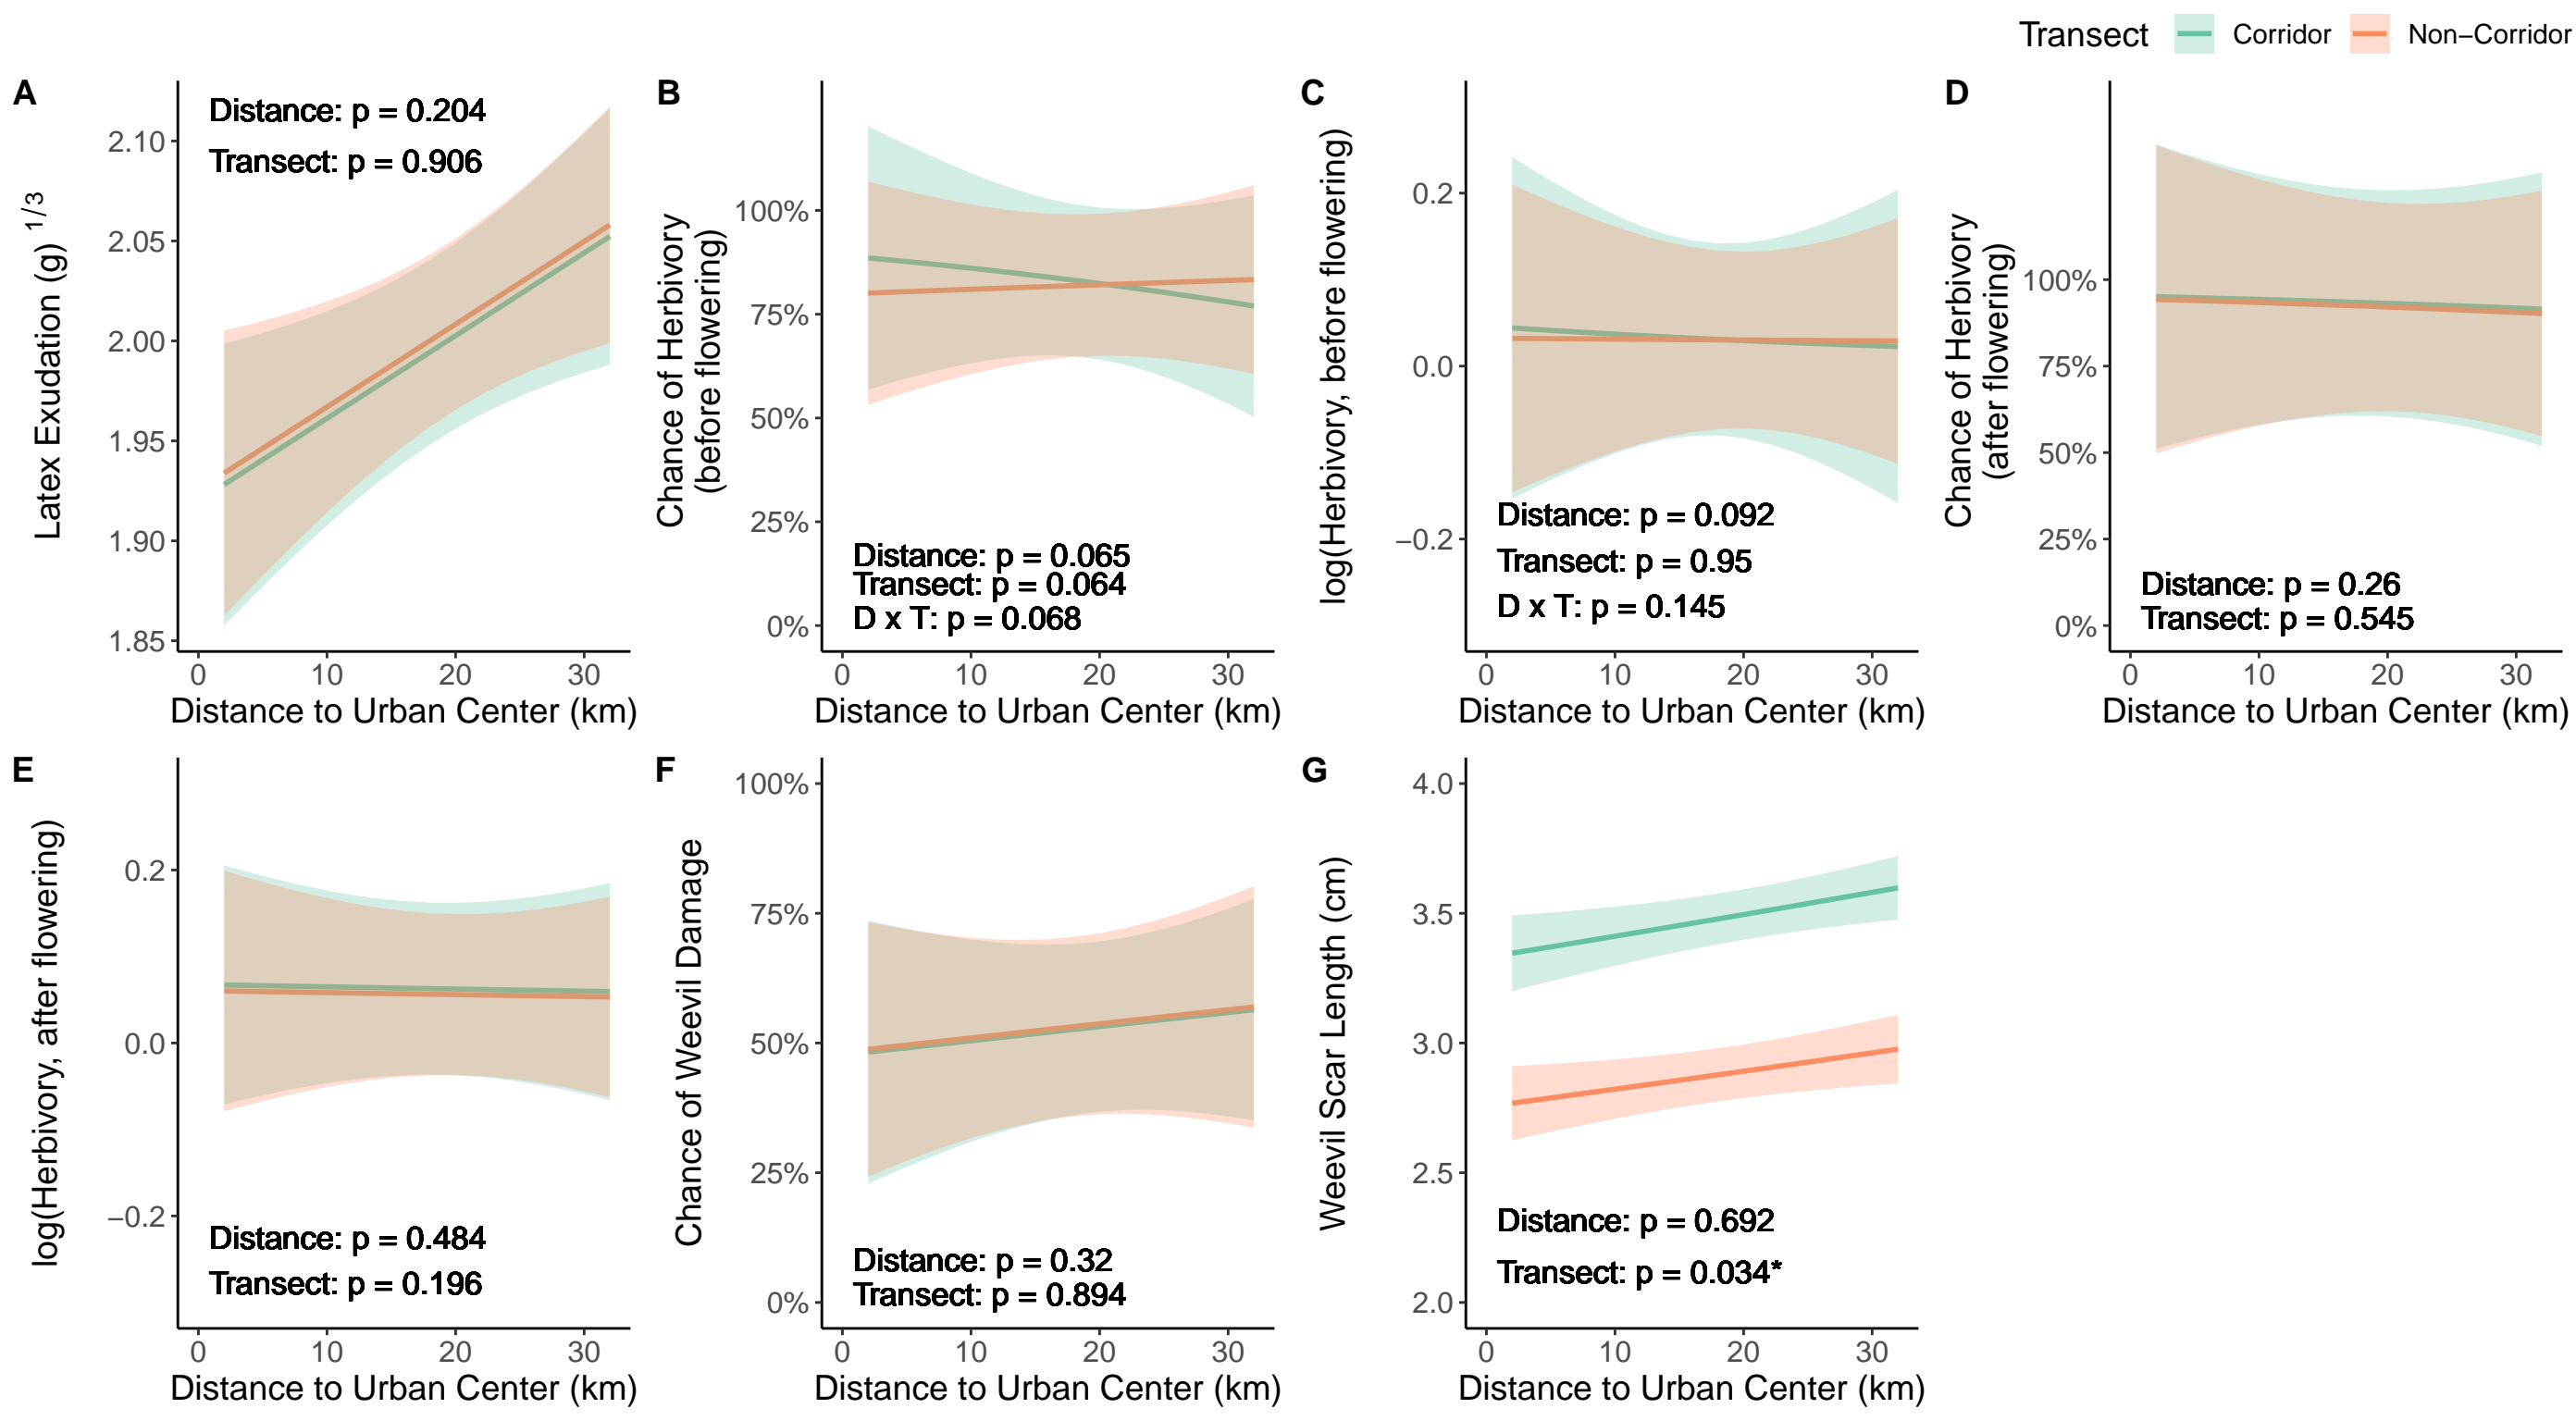 Transect Corridor Non−Corridor
A
Distance: p = 0.204
Transect: p = 0.906
Latex Exudation (g) 1/3
2.10
2.05
2.00
1.95
1.90
1.85
0 10 20 30
Distance to Urban Center (km)
B
Chance of Herbivory
(before flowering)
100%
75%
50%
25%
0%
Distance: p = 0.065
Transect: p = 0.064
D x T: p = 0.068
0 10 20 30
Distance to Urban Center (km)
C
log(Herbivory, before flowering)
0.2
0.0
−0.2
Distance: p = 0.092
Transect: p = 0.95
D x T: p = 0.145
0 10 20 30
Distance to Urban Center (km)
D
Chance of Herbivory
(after flowering)
100%
75%
50%
25%
0%
Distance: p = 0.26
Transect: p = 0.545
0 10 20 30
Distance to Urban Center (km)
E
log(Herbivory, after flowering)
0.2
0.0
−0.2
Distance: p = 0.484
Transect: p = 0.196
0 10 20 30
Distance to Urban Center (km)
F
Chance of Weevil Damage
100%
75%
50%
25%
0%
Distance: p = 0.32
Transect: p = 0.894
0 10 20 30
Distance to Urban Center (km)
G
Weevil Scar Length (cm)
4.0
3.5
3.0
2.5
2.0
Distance: p = 0.692
Transect: p = 0.034*
0 10 20 30
Distance to Urban Center (km)